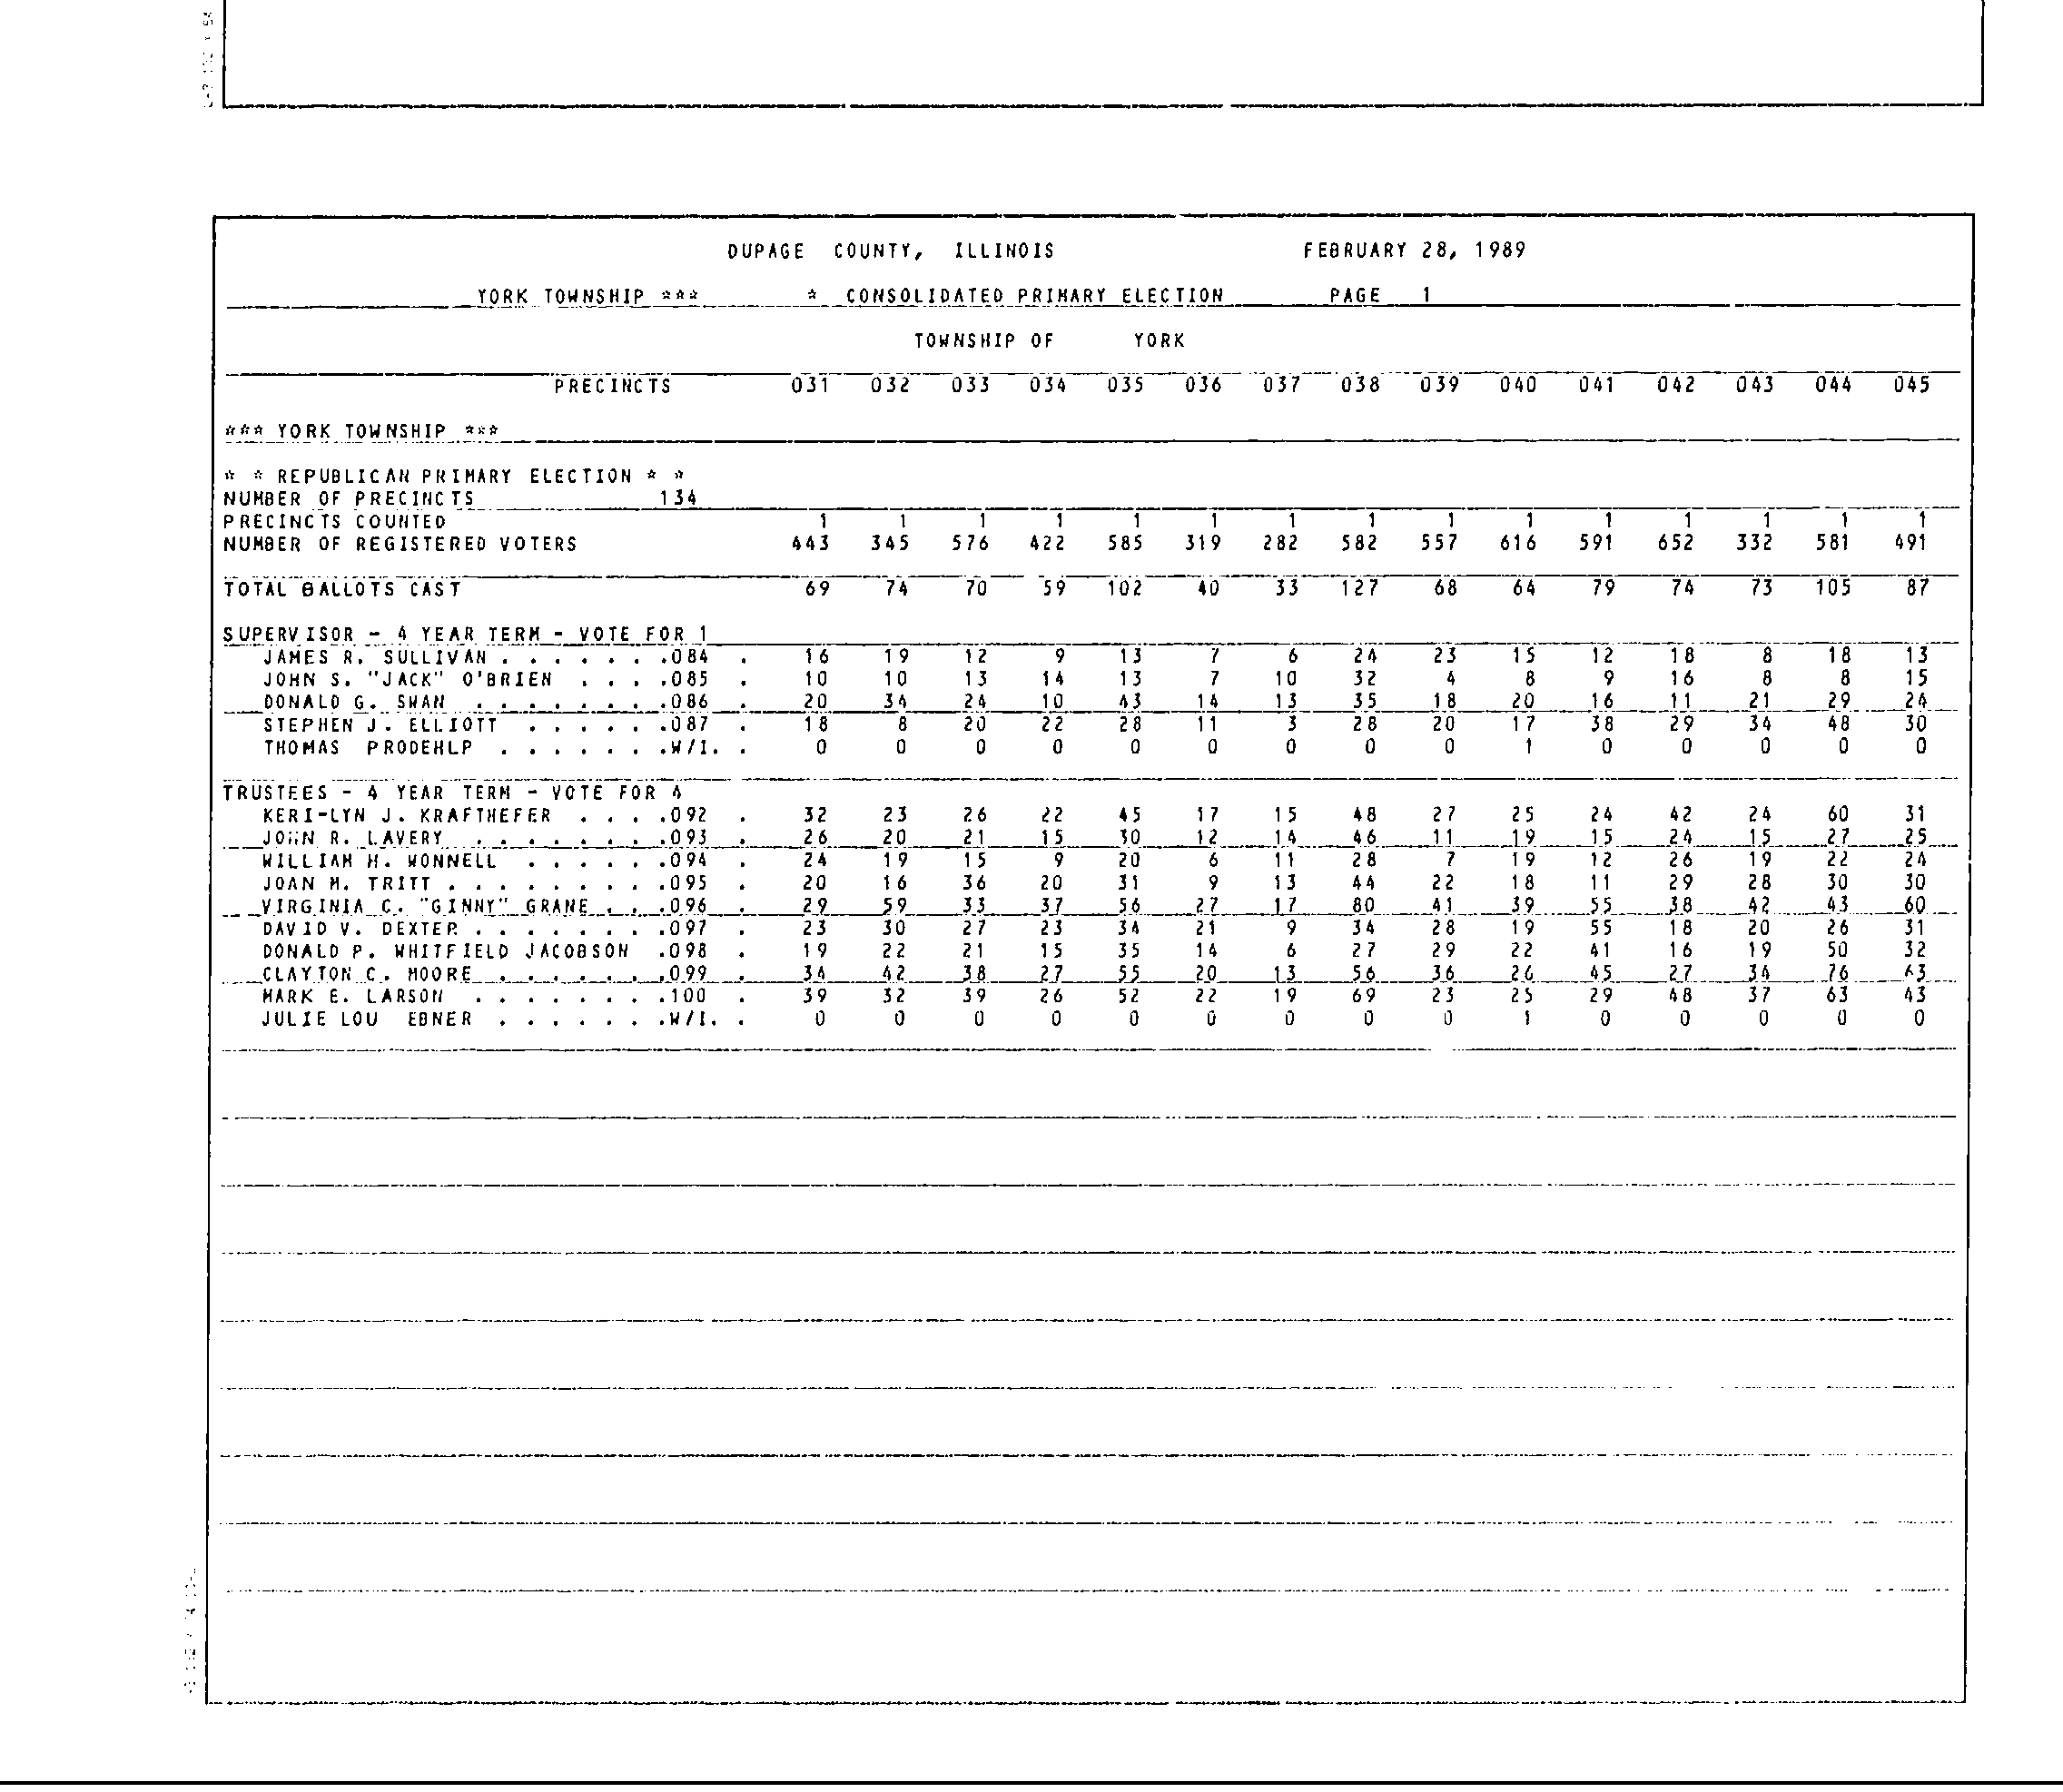 DUPAGE COUNTY, ILLINOIS FEBRUARY 28, 1989
YORK TOWNSHIP *** * CONSOLIDATED PRIMARY ELECTION PAGE 1
TOWNSHIP OF YORK
PRECINCTS 031 032 033 034 035 036 037 038 039 040 041 042 043 044 045
*** YORK TOWNSHIP ***
* * REPUBLICAN PRIMARY ELECTION * *
NUMBER OF PRECINCTS 134
PRECINCTS COUNTED 1 1 1 1 1 1 1 1 1 1 1 1 1 1 1
NUMBER OF REGISTERED VOTERS 443 345 576 422 585 319 282 582 557 616 591 652 332 581 491
TOTAL BALLOTS CAST 69 74 70 59 102 40 33 127 68 64 79 74 73 105 87
SUPERVISOR - 4 YEAR TERM - VOTE FOR 1
JAMES R. SULLIVAN . . . . . . .084 . 16 19 12 9 13 7 6 24 23 15 12 18 8 18 13
JOHN S. "JACK" O'BRIEN . . . .085 . 10 10 13 14 13 7 10 32 4 8 9 16 8 8 15
DONALD G. SWAN . . . . . . . .086 . 20 34 24 10 43 14 13 35 18 20 16 11 21 29 24
STEPHEN J. ELLIOTT . . . . . .087 . 18 8 20 22 28 11 3 28 20 17 38 29 34 48 30
THOMAS PRODEHLP . . . . . . .W/I. . 0 0 0 0 0 0 0 0 0 1 0 0 0 0 0
TRUSTEES - 4 YEAR TERM - VOTE FOR 4
KERI-LYN J. KRAFTHEFER . . . .092 . 32 23 26 22 45 17 15 48 27 25 24 42 24 60 31
JOHN R. LAVERY . . . . . . . .093 . 26 20 21 15 30 12 14 46 11 19 15 24 15 27 25
WILLIAM H. WONNELL . . . . . .094 . 24 19 15 9 20 6 11 28 7 19 12 26 19 22 24
JOAN M. TRITT . . . . . . . . .095 . 20 16 36 20 31 9 13 44 22 18 11 29 28 30 30
VIRGINIA C. "GINNY" GRANE . . .096 . 29 59 33 37 56 27 17 80 41 39 55 38 42 43 60
DAVID V. DEXTER . . . . . . . .097 . 23 30 27 23 34 21 9 34 28 19 55 18 20 26 31
DONALD P. WHITFIELD JACOBSON .098 . 19 22 21 15 35 14 6 27 29 22 41 16 19 50 32
CLAYTON C. MOORE . . . . . . .099 . 34 42 38 27 55 20 13 56 36 26 45 27 34 76 63
MARK E. LARSON . . . . . . . .100 . 39 32 39 26 52 22 19 69 23 25 29 48 37 63 43
JULIE LOU EBNER . . . . . . .W/I. . 0 0 0 0 0 0 0 0 0 1 0 0 0 0 0